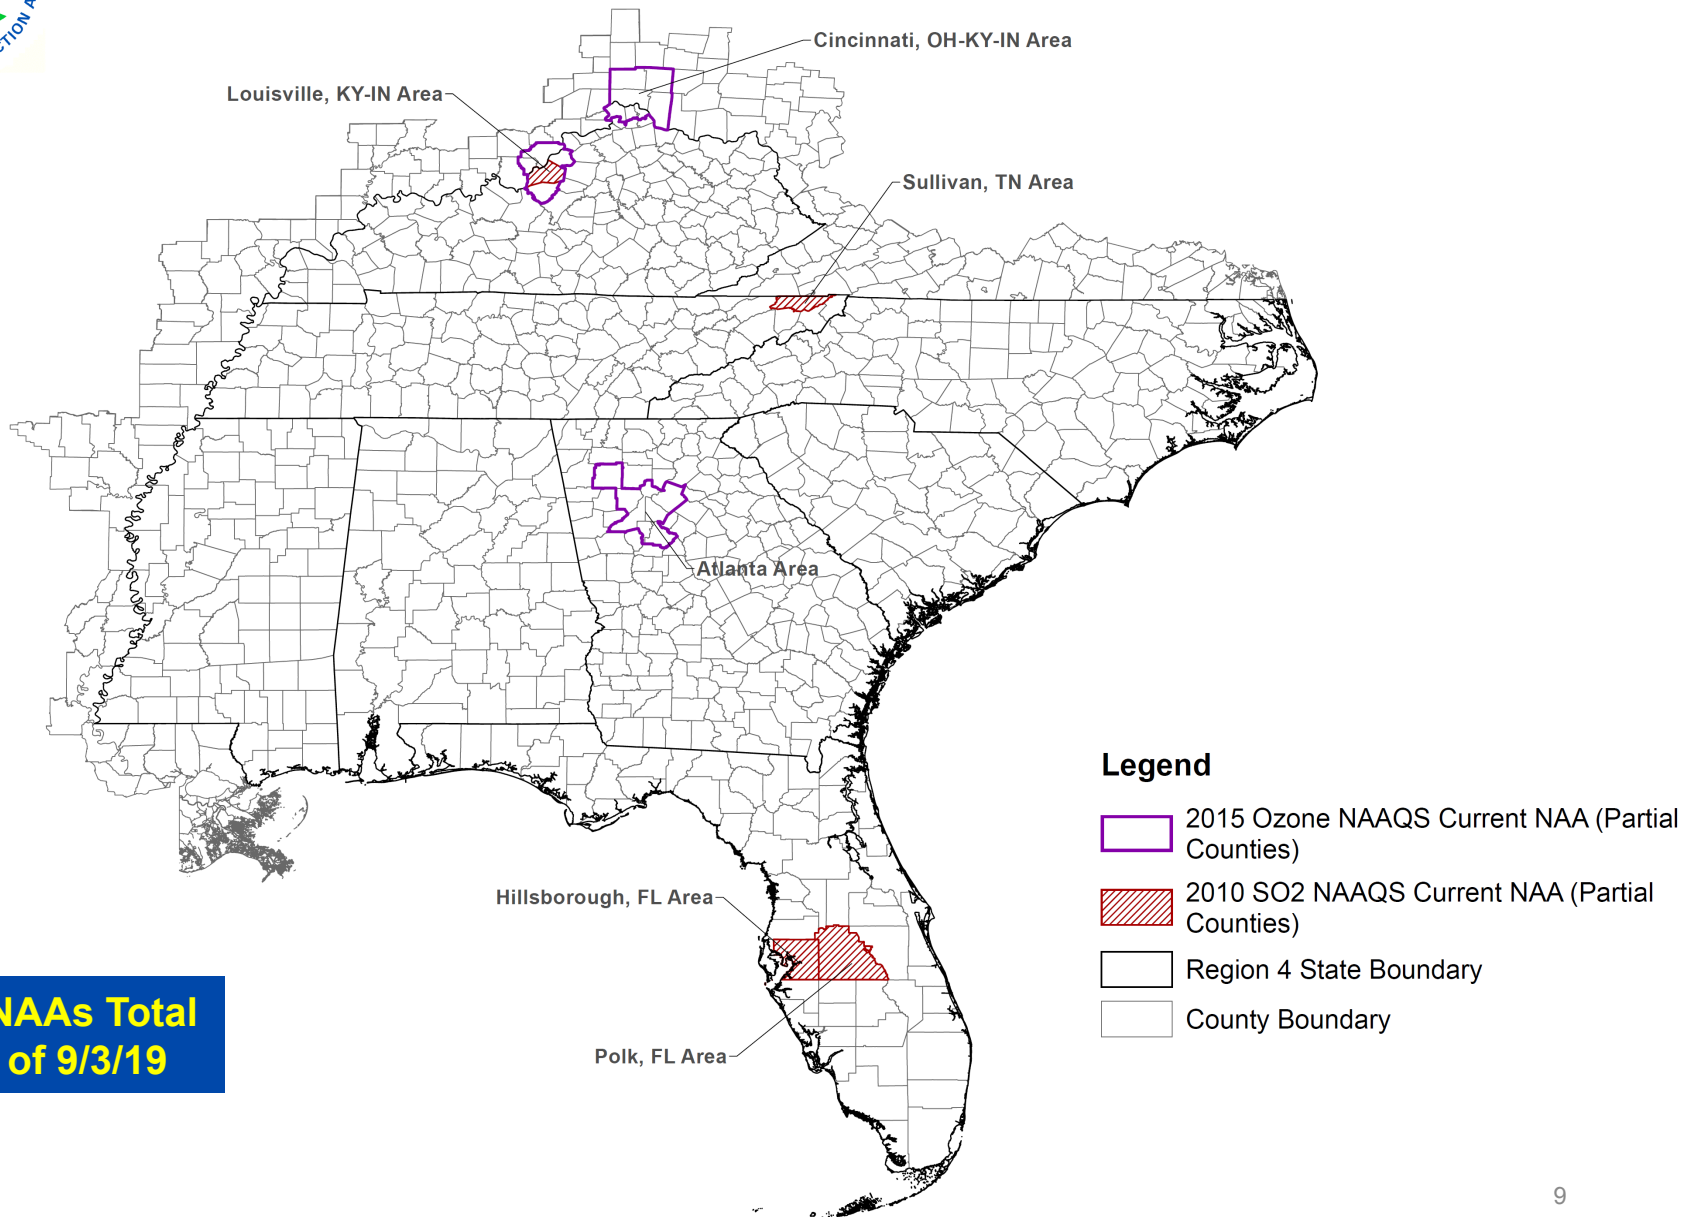 Cincinnati, OH-KY-IN Area
Louisville, KY-IN Area
Sullivan, TN Area
Atlanta Area
Hillsborough, FL Area
Polk, FL Area
Legend
2015 Ozone NAAQS Current NAA (Partial
Counties)
2010 SO2 NAAQS Current NAA (Partial
Counties)
Region 4 State Boundary
County Boundary
NAAs Total
of 9/3/19
9